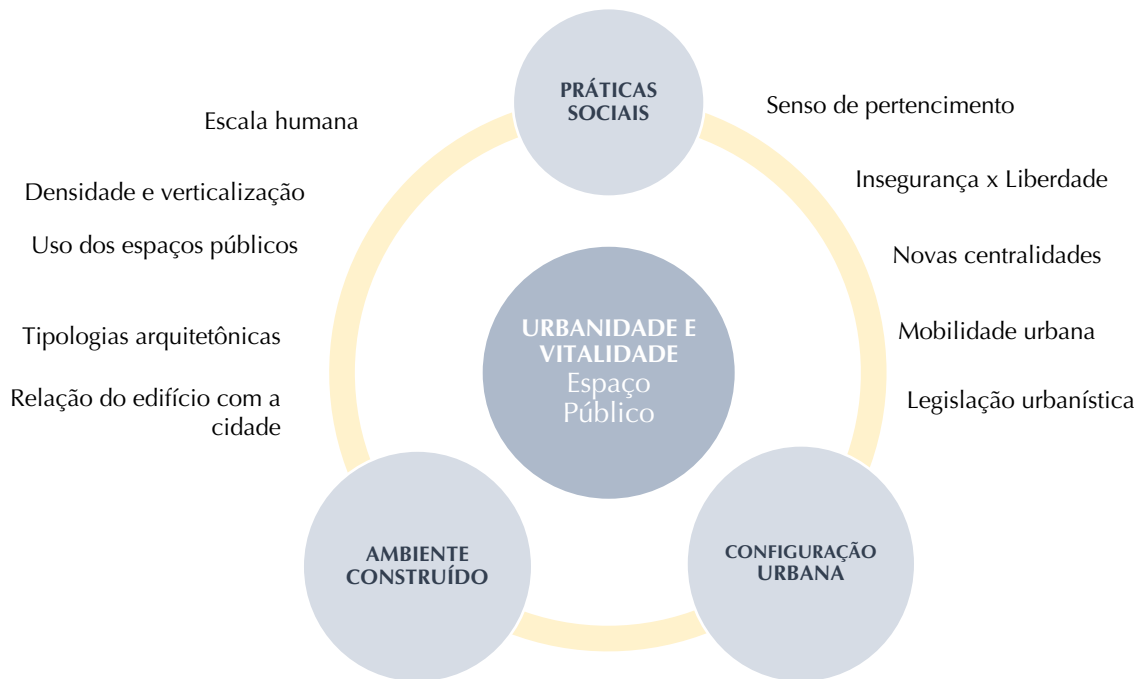 PRÁTICAS
SOCIAIS
Escala humana
Densidade e verticalização
Uso dos espaços públicos
Tipologias arquitetônicas
Relação do edifício com a
cidade
Senso de pertencimento
Insegurança x Liberdade
Novas centralidades
Mobilidade urbana
Legislação urbanística
URBANIDADE E
VITALIDADE
Espaço
Público
AMBIENTE
CONSTRUÍDO
CONFIGURAÇÃO
URBANA